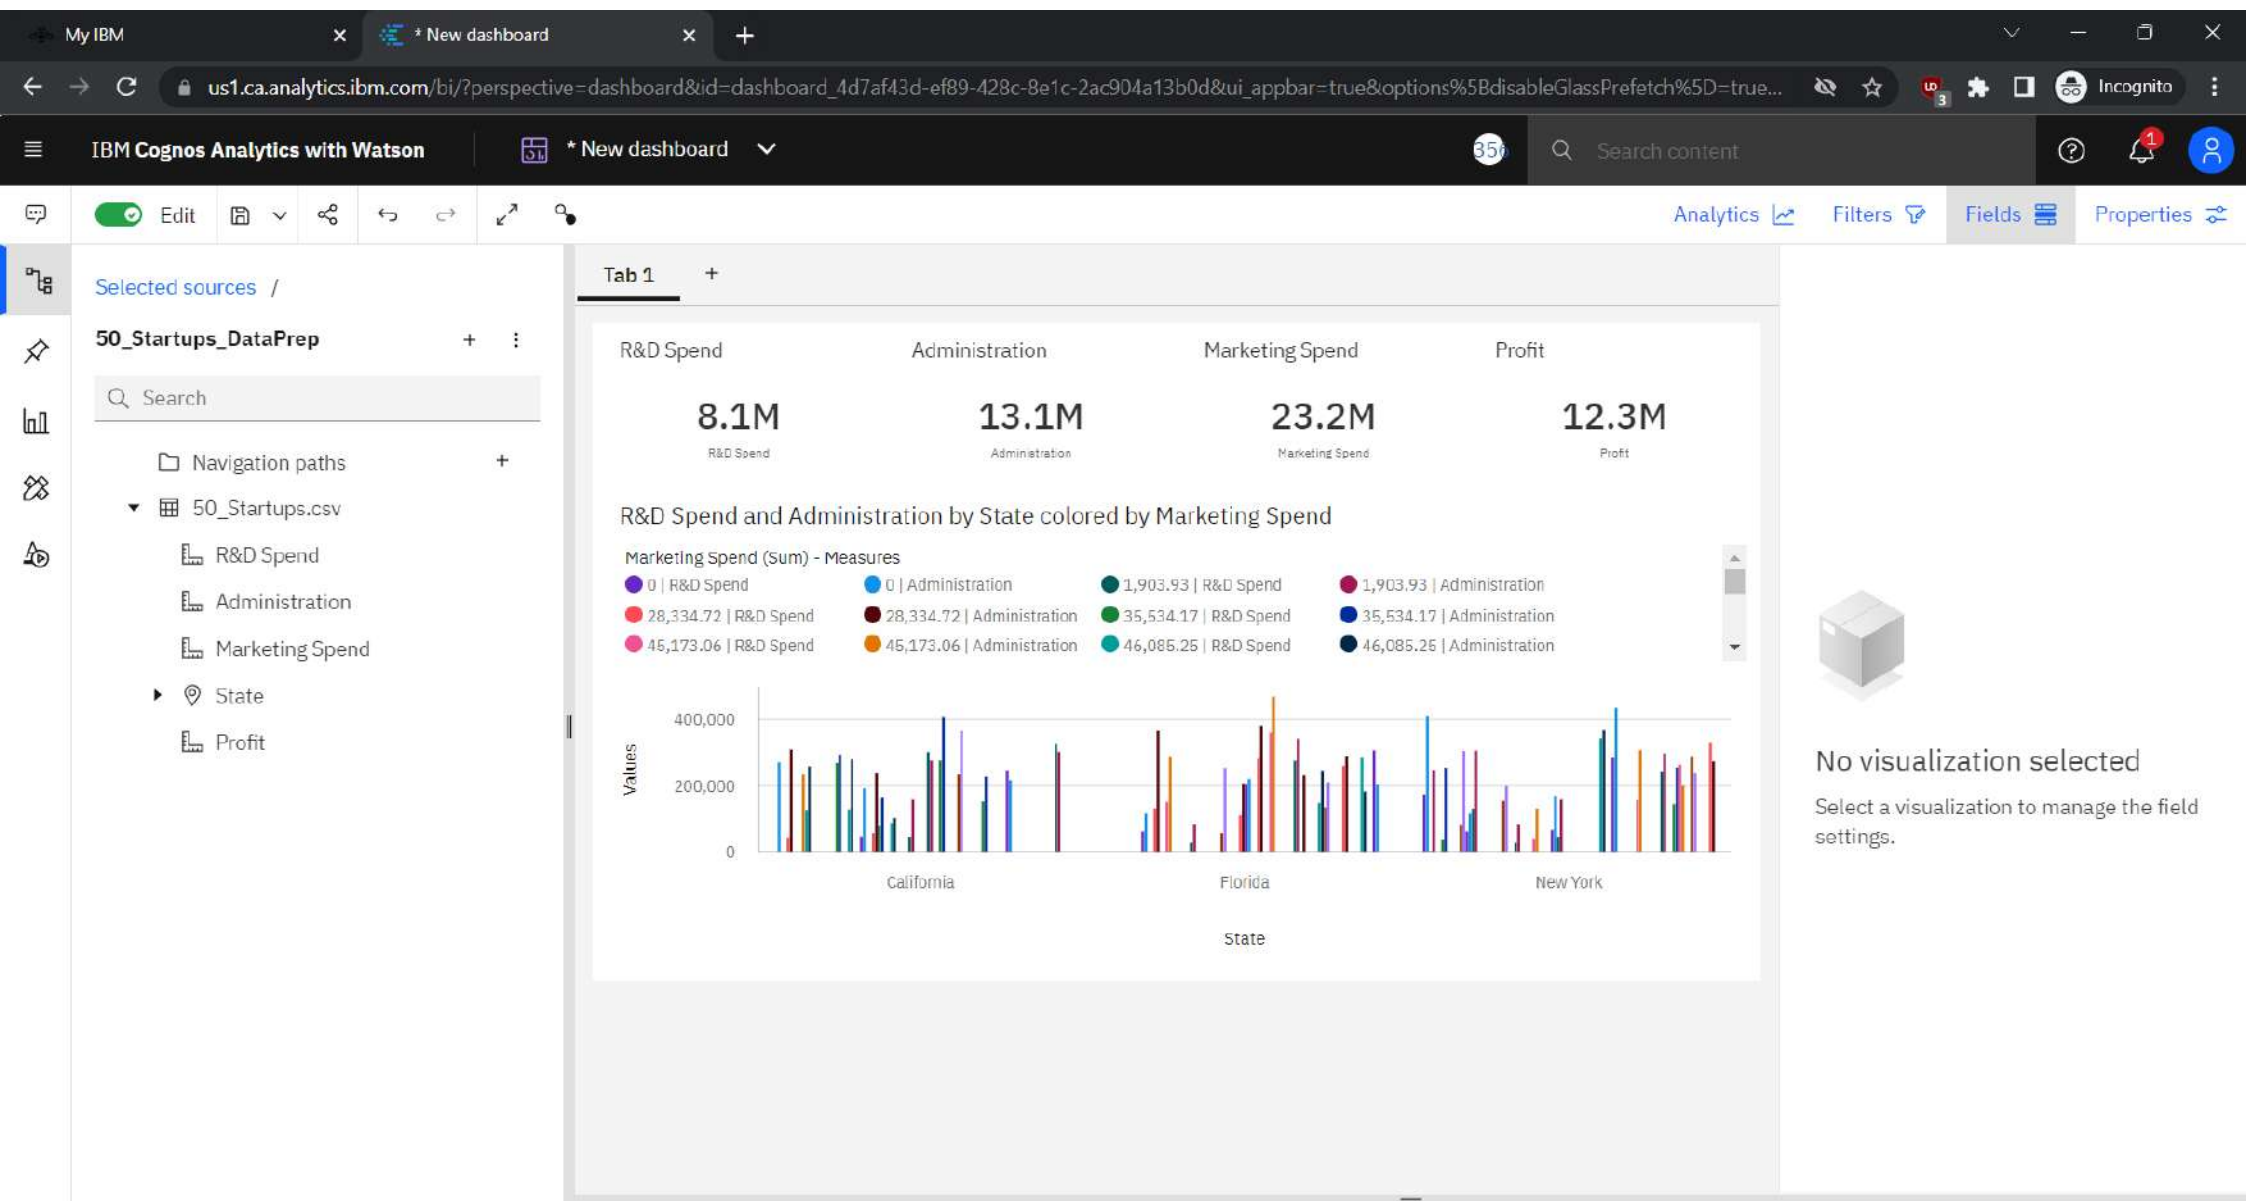 My IBM
* New dashboard
us1.ca.analytics.ibm.com/bi/?perspective=dashboard&id=dashboard_4d7af43d-ef89-428c-8e1c-2ac904a13b0d&ui_appbar=true&options%5BdisableGlassPrefetch%5D=true...
3
Incognito
IBM Cognos Analytics with Watson
* New dashboard
356
Search content
1
Edit
Analytics
Filters
Fields
Properties
Selected sources /
50_Startups_DataPrep
Search
Navigation paths
50_Startups.csv
R&D Spend
Administration
Marketing Spend
State
Profit
Tab 1
R&D Spend Administration Marketing Spend Profit
8.1M 13.1M 23.2M 12.3M
R&D Spend Administration Marketing Spend Profit
R&D Spend and Administration by State colored by Marketing Spend
Marketing Spend (Sum) - Measures
0 | R&D Spend 0 | Administration 1,903.93 | R&D Spend 1,903.93 | Administration
28,334.72 | R&D Spend 28,334.72 | Administration 35,534.17 | R&D Spend 35,534.17 | Administration
45,173.06 | R&D Spend 45,173.06 | Administration 46,085.25 | R&D Spend 46,085.25 | Administration
Values
400,000
200,000
0
California Florida New York
State
No visualization selected
Select a visualization to manage the field
settings.